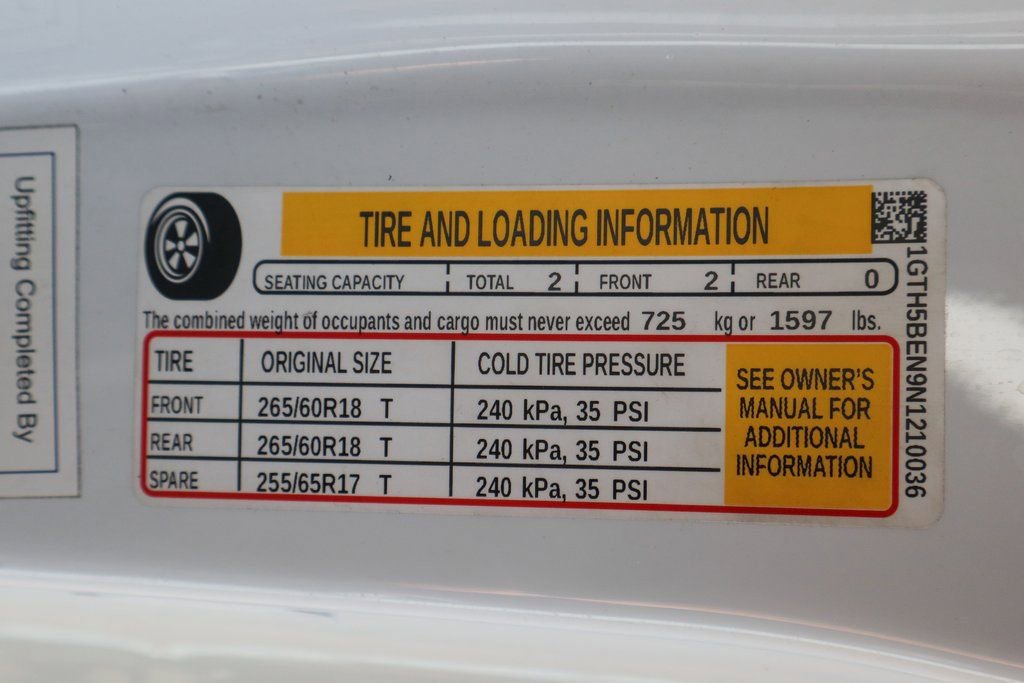 Upfitting Completed By
TIRE AND LOADING INFORMATION
SEATING CAPACITY TOTAL 2 FRONT 2 REAR 0
The combined weight of occupants and cargo must never exceed 725 kg or 1597 lbs.
TIRE ORIGINAL SIZE COLD TIRE PRESSURE
FRONT 265/60R18 T 240 kPa, 35 PSI
REAR 265/60R18 T 240 kPa, 35 PSI
SPARE 255/65R17 T 240 kPa, 35 PSI
SEE OWNER'S
MANUAL FOR
ADDITIONAL
INFORMATION
1GTH5BEN9N1210036